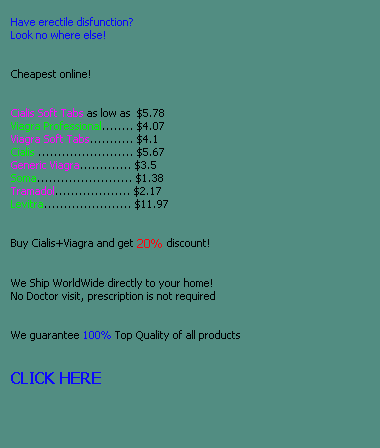 Have erectile disfunction?
Look no where else!
Cheapest online!
Cialis Soft Tabs as low as $5.78
Viagra Professional........ $4.07
Viagra Soft Tabs........... $4.1
Cialis......................... $5.67
Generic Viagra............. $3.5
Soma........................ $1.38
Tramadol................... $2.17
Levitra...................... $11.97
Buy Cialis+Viagra and get 20% discount!
We Ship WorldWide directly to your home!
No Doctor visit, prescription is not required
We guarantee 100% Top Quality of all products
CLICK HERE